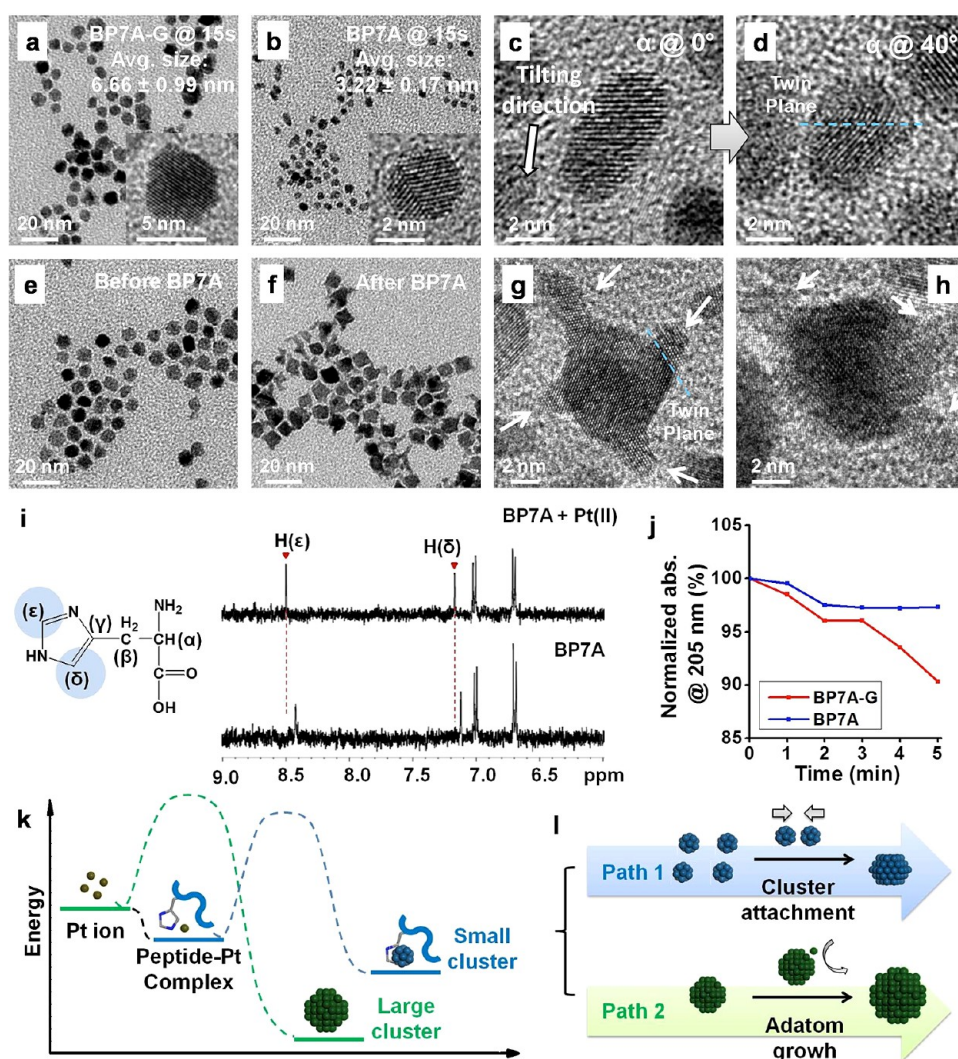 a
BP7A-G @ 15s
Avg. size:
6.66 ± 0.99 nm
20 nm
5 nm
b
BP7A @ 15s
Avg. size:
3.22 ± 0.17 nm
20 nm
2 nm
c
α @ 0°
Tilting
direction
2 nm
d
α @ 40°
Twin
Plane
2 nm
e
Before BP7A
20 nm
f
After BP7A
20 nm
g
Twin
Plane
2 nm
h
2 nm
i
(ε)
N
HN
(δ)
(γ)
H2
C
(β)
NH2
CH(α)
C
O
OH
BP7A + Pt(II)
H(ε)
H(δ)
BP7A
9.0 8.5 8.0 7.5 7.0 6.5 ppm
j
Normalized abs.
@ 205 nm (%)
105
100
95
90
85
BP7A-G
BP7A
0 1 2 3 4 5
Time (min)
k
Energy
Pt ion
Peptide-Pt
Complex
Small
cluster
Large
cluster
l
Path 1
Cluster
attachment
Path 2
Adatom
growh